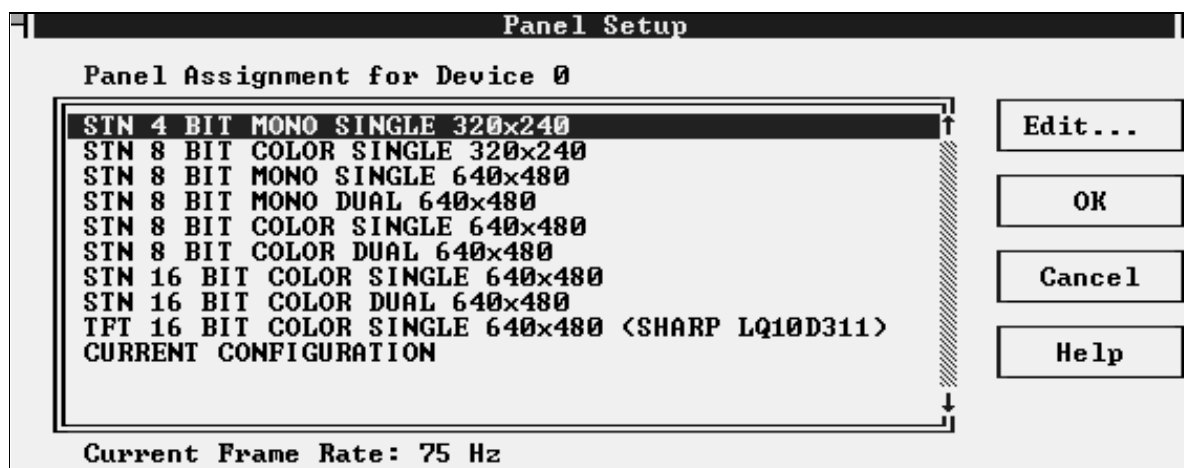 Panel Setup
Panel Assignment for Device 0
STN 4 BIT MONO SINGLE 320x240
STN 8 BIT COLOR SINGLE 320x240
STN 8 BIT MONO SINGLE 640x480
STN 8 BIT MONO DUAL 640x480
STN 8 BIT COLOR SINGLE 640x480
STN 8 BIT COLOR DUAL 640x480
STN 16 BIT COLOR SINGLE 640x480
STN 16 BIT COLOR DUAL 640x480
TFT 16 BIT COLOR SINGLE 640x480 (SHARP LQ10D311)
CURRENT CONFIGURATION
Edit...
OK
Cancel
Help
Current Frame Rate: 75 Hz